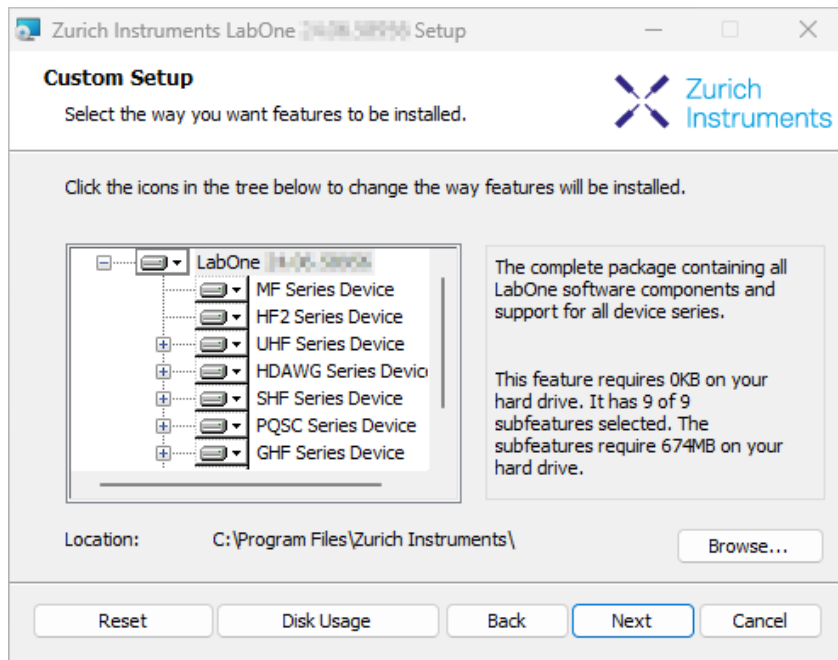 Zurich Instruments LabOne Setup
Custom Setup
Select the way you want features to be installed.
Zurich
Instruments
Click the icons in the tree below to change the way features will be installed.
LabOne
MF Series Device
HF2 Series Device
UHF Series Device
HDAWG Series Devic
SHF Series Device
PQSC Series Device
GHF Series Device
The complete package containing all
LabOne software components and
support for all device series.
This feature requires 0KB on your
hard drive. It has 9 of 9
subfeatures selected. The
subfeatures require 674MB on your
hard drive.
Location: C:\Program Files\Zurich Instruments\
Browse...
Reset Disk Usage Back Next Cancel